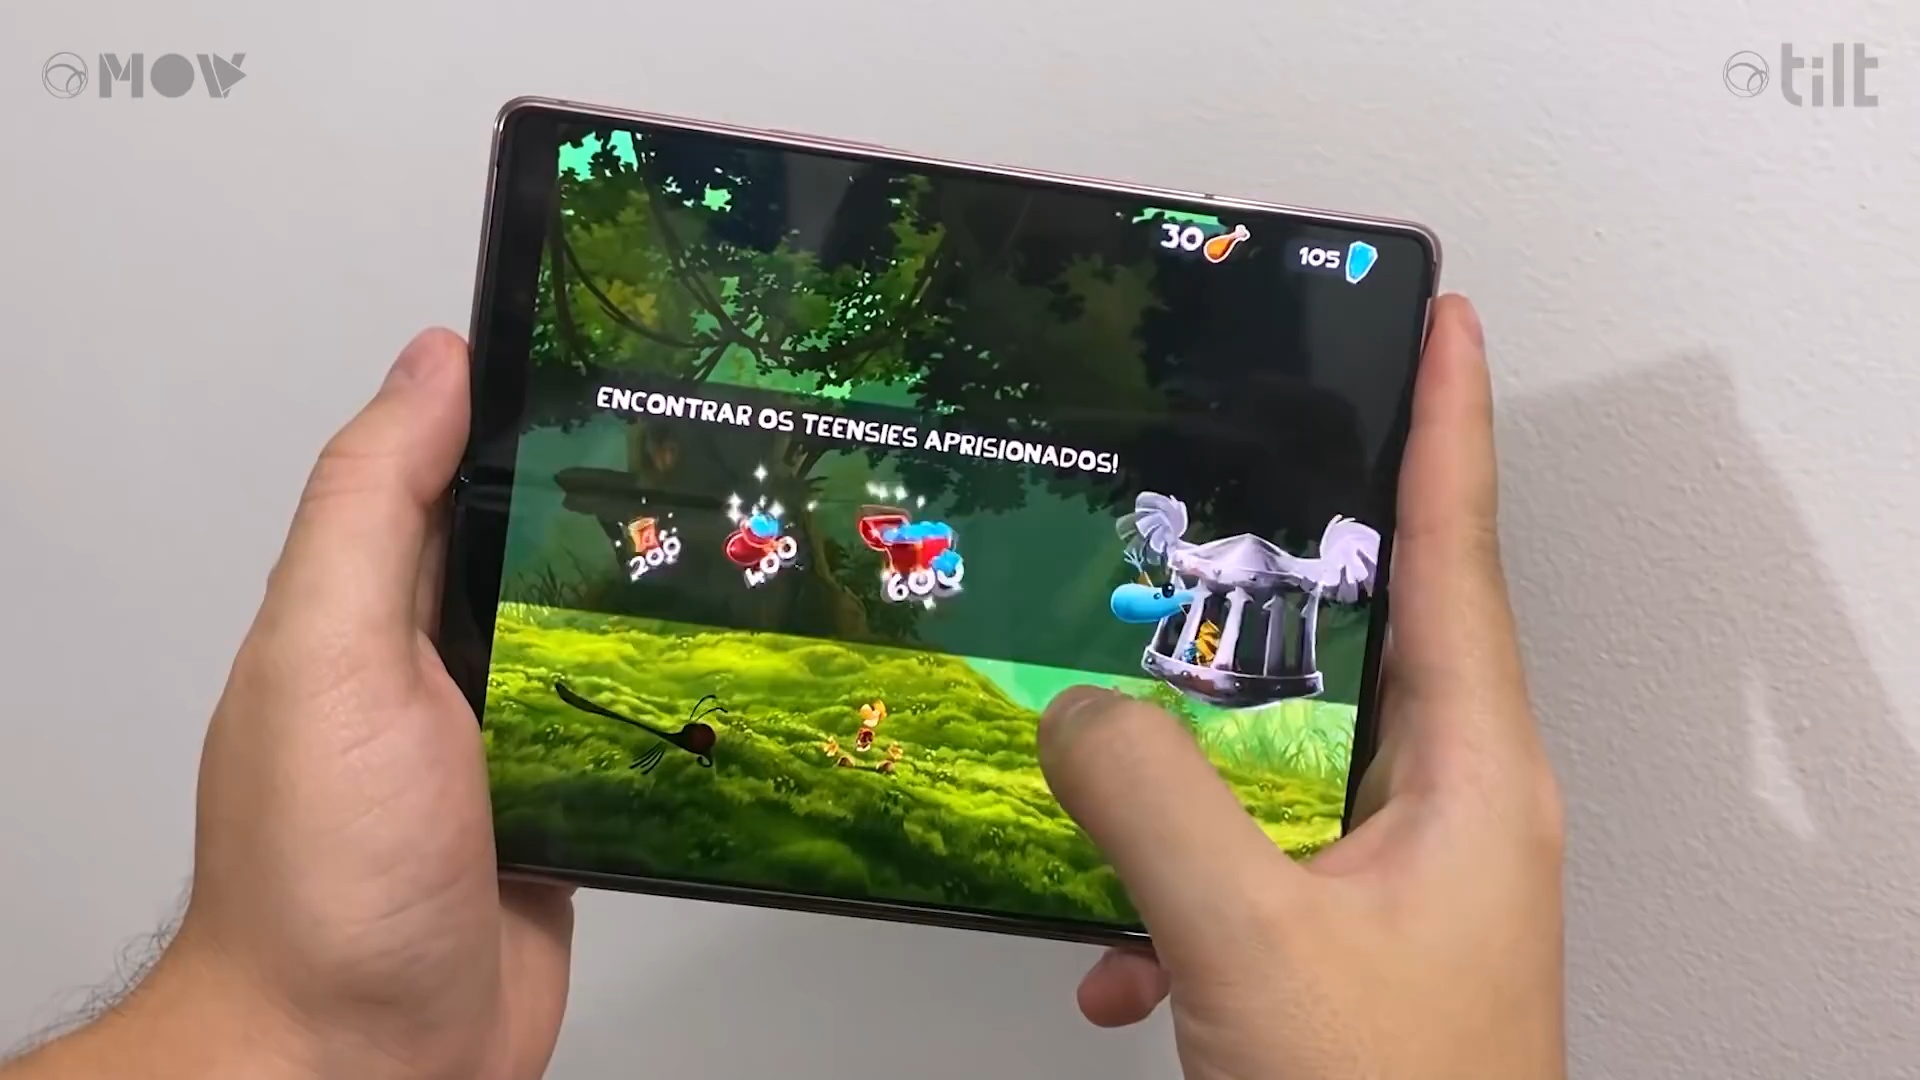 MOV
tilt
30
105
ENCONTRAR OS TEENSIES APRISIONADOS!
200
400
600